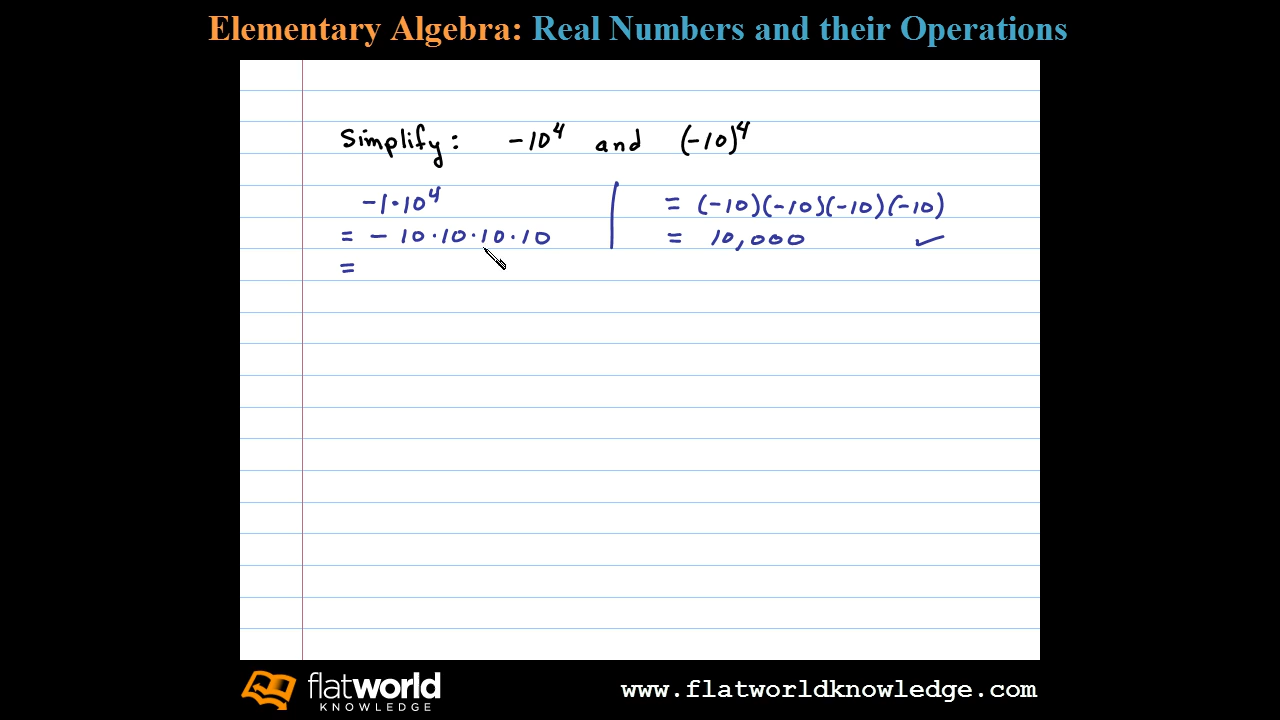 Elementary Algebra: Real Numbers and their Operations
Simplify: -10⁴ and (-10)⁴
-1·10⁴
= -10·10·10·10
=
= (-10)(-10)(-10)(-10)
= 10,000 ✓
flatworld
KNOWLEDGE
www.flatworldknowledge.com